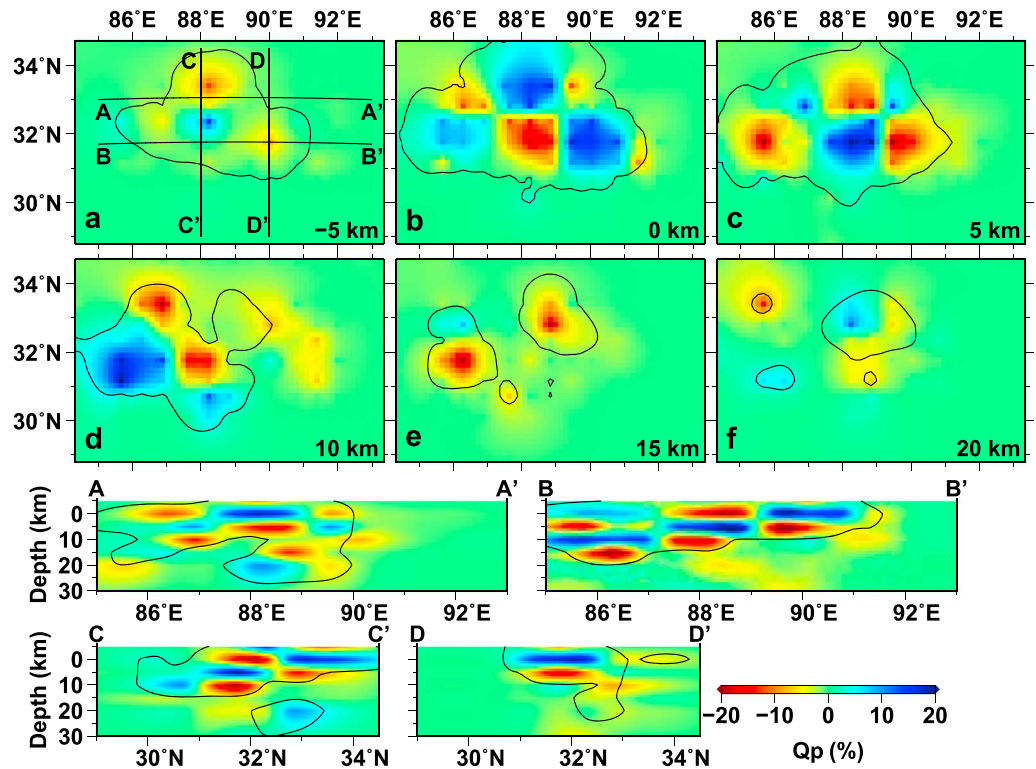 86˚E 88˚E 90˚E 92˚E 86˚E 88˚E 90˚E 92˚E 86˚E 88˚E 90˚E 92˚E
34˚N C D
A A’
32˚N
B B’
30˚N
a C’ D’ −5 km b 0 km c 5 km
34˚N
32˚N
30˚N
d 10 km e 15 km f 20 km
A A’ B B’
Depth (km) 0 10 20 30
86˚E 88˚E 90˚E 92˚E 86˚E 88˚E 90˚E 92˚E
C C’ D D’
Depth (km) 0 10 20 30
30˚N 32˚N 34˚N 30˚N 32˚N 34˚N
−20 −10 0 10 20
Qp (%)